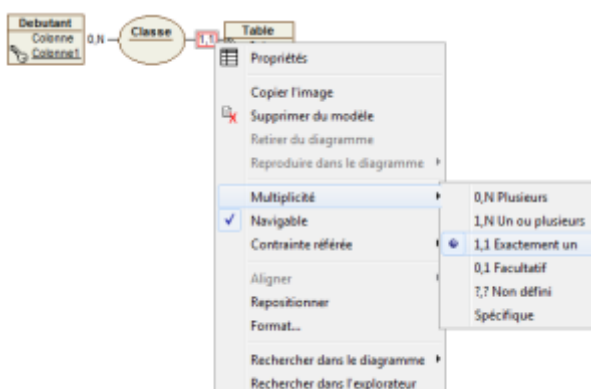 Debutant
Colonne
Colonne1
0,N
Classe
1,1
Table
Propriétés
Copier l'image
Supprimer du modèle
Retirer du diagramme
Reproduire dans le diagramme
Multiplicité
Navigable
Contrainte référée
Aligner
Repositionner
Format...
Rechercher dans le diagramme
Rechercher dans l'explorateur
0,N Plusieurs
1,N Un ou plusieurs
1,1 Exactement un
0,1 Facultatif
?,? Non défini
Spécifique